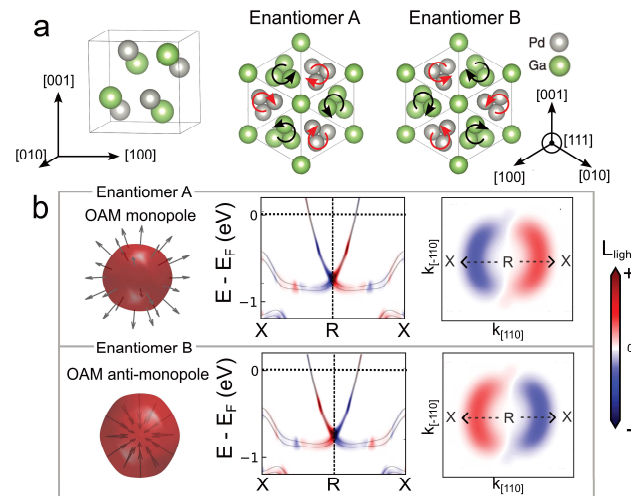 a
Enantiomer A
Enantiomer B
Pd
Ga
[001]
[010]
[100]
[001]
[111]
[100]
[010]
b
Enantiomer A
OAM monopole
E - E_F (eV)
0
−1
X R X
k_[-110]
X R X
k_[110]
L_light
+
0
-
Enantiomer B
OAM anti-monopole
E - E_F (eV)
0
−1
X R X
k_[-110]
X R X
k_[110]